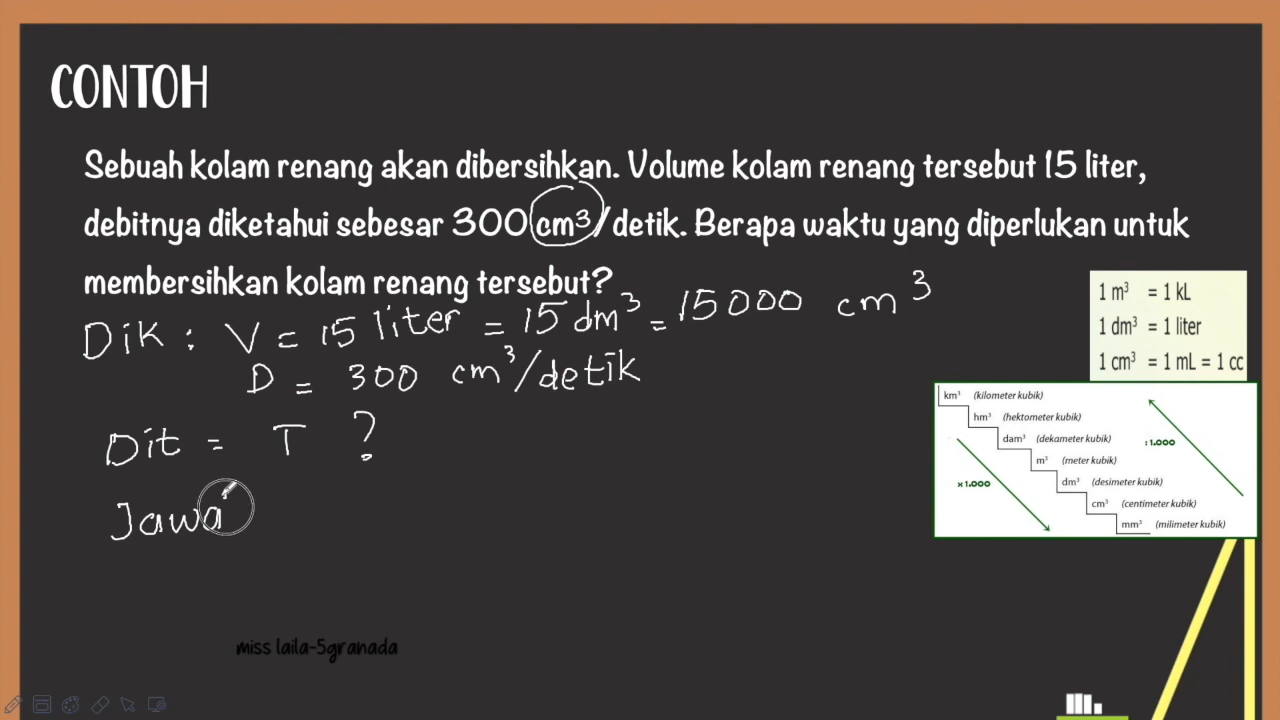 CONTOH
Sebuah kolam renang akan dibersihkan. Volume kolam renang tersebut 15 liter,
debitnya diketahui sebesar 300 cm³/detik. Berapa waktu yang diperlukan untuk
membersihkan kolam renang tersebut?
Dik : V = 15 liter = 15 dm³ = 15000 cm³
D = 300 cm³/detik
Dit = T ?
Jawa
1 m³ = 1 kL
1 dm³ = 1 liter
1 cm³ = 1 mL = 1 cc
km³ (kilometer kubik)
hm³ (hektometer kubik)
dam³ (dekameter kubik)
: 1.000
m³ (meter kubik)
x 1.000
dm³ (desimeter kubik)
cm³ (centimeter kubik)
mm³ (milimeter kubik)
miss laila-5granada